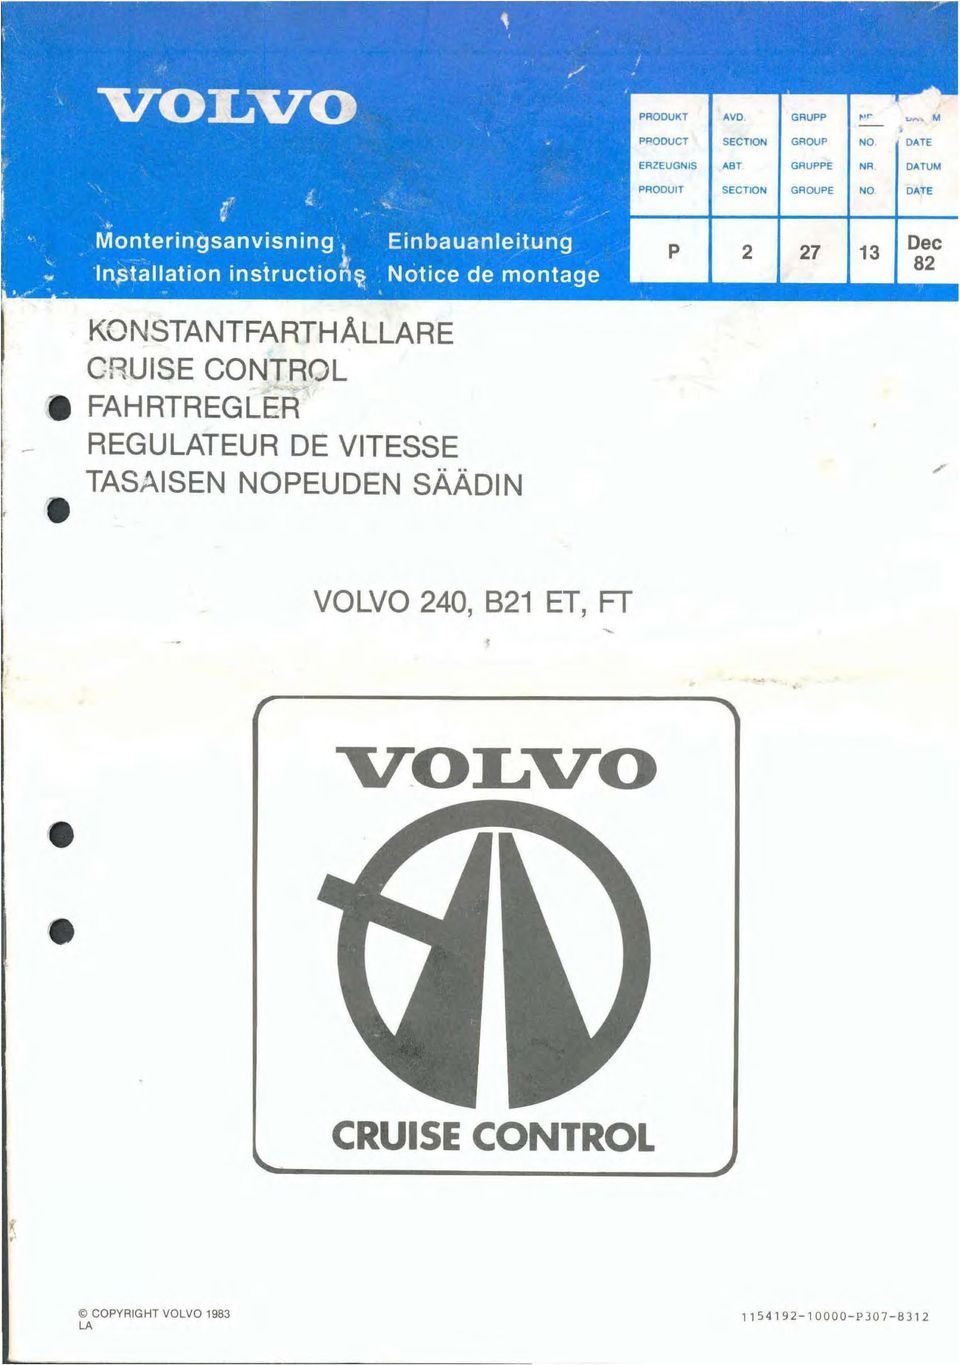 VOLVO
PRODUKT AVD. GRUPP
PRODUCT SECTION GROUP NO. DATE
ERZEUGNIS ABT. GRUPPE NR. DATUM
PRODUIT SECTION GROUPE NO. DATE
Monteringsanvisning Einbauanleitung
Installation instructions Notice de montage
P 2 27 13 Dec 82
KONSTANTFARTHÅLLARE
CRUISE CONTROL
FAHRTREGLER
REGULATEUR DE VITESSE
TASAISEN NOPEUDEN SÄÄDIN
VOLVO 240, B21 ET, FT
VOLVO
CRUISE CONTROL
© COPYRIGHT VOLVO 1983
LA
1154192-10000-P307-8312